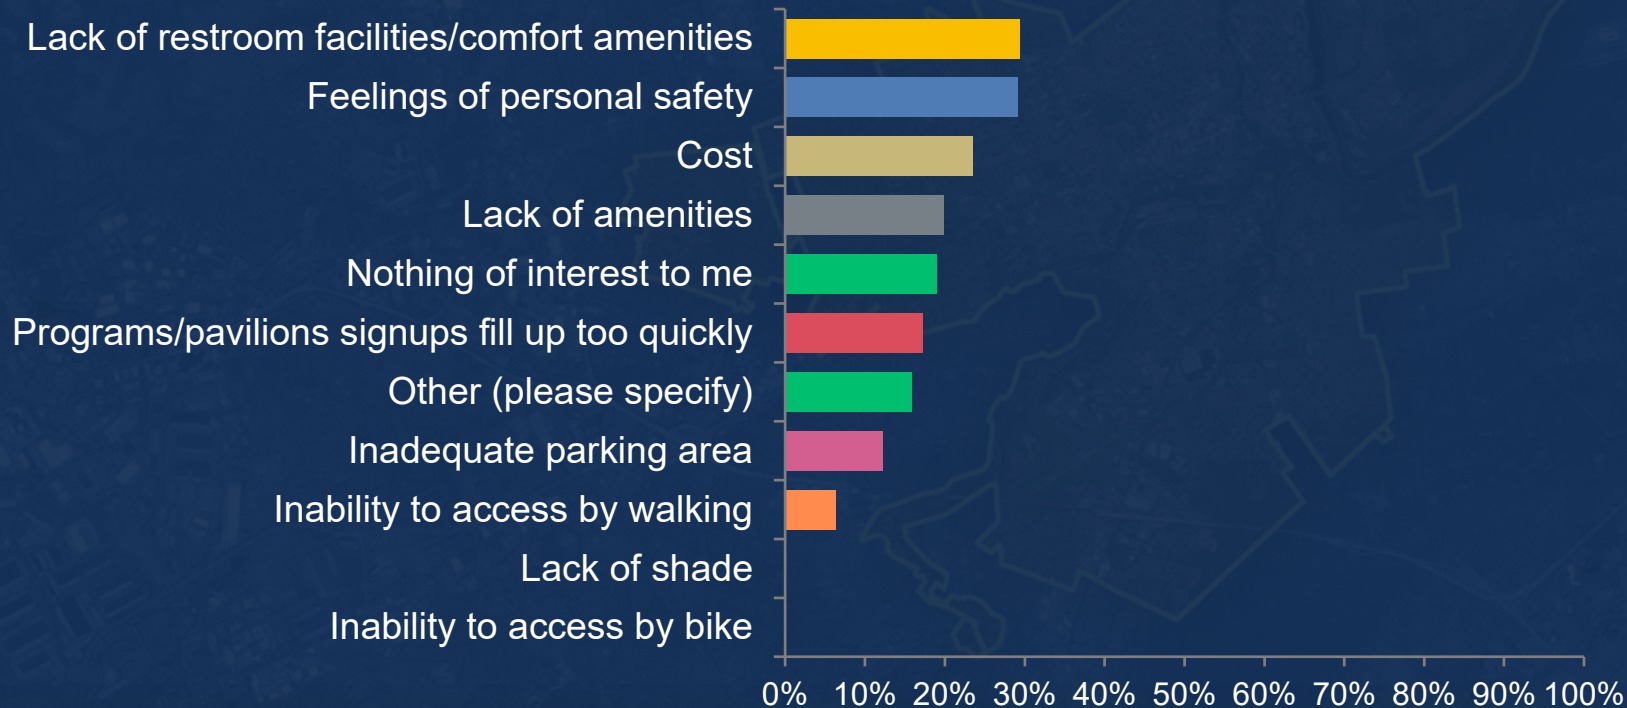 Lack of restroom facilities/comfort amenities
Feelings of personal safety
Cost
Lack of amenities
Nothing of interest to me
Programs/pavilions signups fill up too quickly
Other (please specify)
Inadequate parking area
Inability to access by walking
Lack of shade
Inability to access by bike
0% 10% 20% 30% 40% 50% 60% 70% 80% 90% 100%